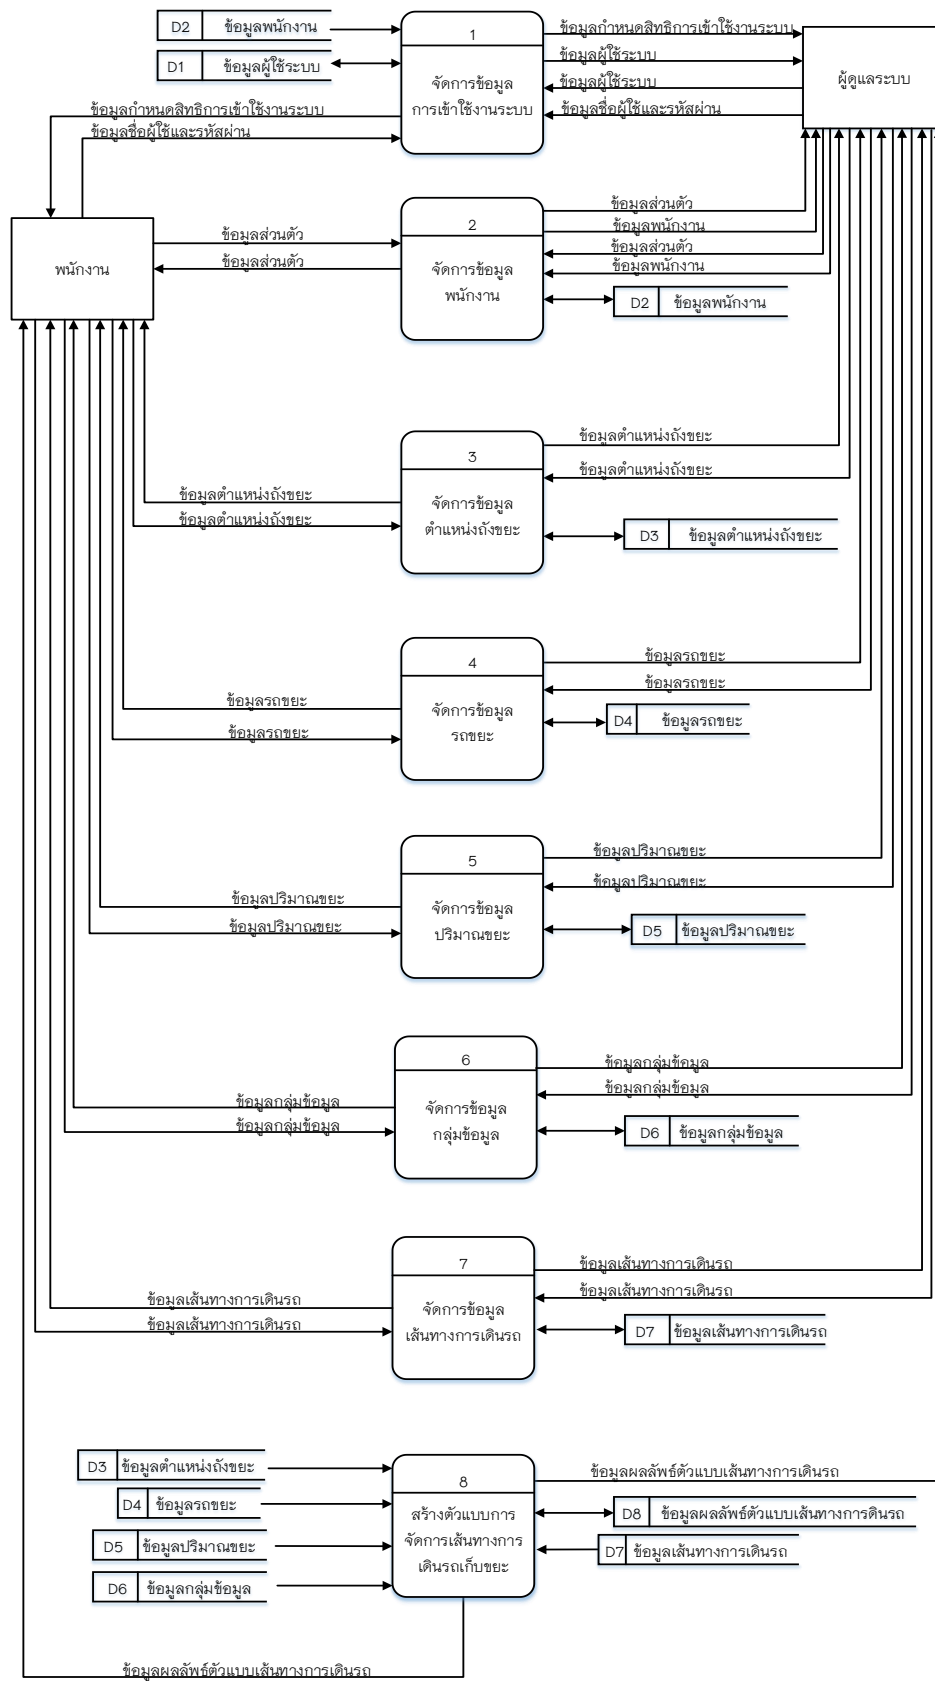 D2 ข้อมูลพนักงาน
D1 ข้อมูลผู้ใช้ระบบ
1
จัดการข้อมูล
การเข้าใช้งานระบบ
ข้อมูลกำหนดสิทธิการเข้าใช้งานระบบ
ข้อมูลผู้ใช้ระบบ
ข้อมูลผู้ใช้ระบบ
ข้อมูลชื่อผู้ใช้และรหัสผ่าน
ผู้ดูแลระบบ
ข้อมูลกำหนดสิทธิการเข้าใช้งานระบบ
ข้อมูลชื่อผู้ใช้และรหัสผ่าน
พนักงาน
ข้อมูลส่วนตัว
ข้อมูลส่วนตัว
2
จัดการข้อมูล
พนักงาน
ข้อมูลส่วนตัว
ข้อมูลพนักงาน
ข้อมูลส่วนตัว
ข้อมูลพนักงาน
D2 ข้อมูลพนักงาน
3
จัดการข้อมูล
ตำแหน่งถังขยะ
ข้อมูลตำแหน่งถังขยะ
ข้อมูลตำแหน่งถังขยะ
ข้อมูลตำแหน่งถังขยะ
ข้อมูลตำแหน่งถังขยะ
D3 ข้อมูลตำแหน่งถังขยะ
4
จัดการข้อมูล
รถขยะ
ข้อมูลรถขยะ
ข้อมูลรถขยะ
ข้อมูลรถขยะ
ข้อมูลรถขยะ
D4 ข้อมูลรถขยะ
5
จัดการข้อมูล
ปริมาณขยะ
ข้อมูลปริมาณขยะ
ข้อมูลปริมาณขยะ
ข้อมูลปริมาณขยะ
ข้อมูลปริมาณขยะ
D5 ข้อมูลปริมาณขยะ
6
จัดการข้อมูล
กลุ่มข้อมูล
ข้อมูลกลุ่มข้อมูล
ข้อมูลกลุ่มข้อมูล
ข้อมูลกลุ่มข้อมูล
ข้อมูลกลุ่มข้อมูล
D6 ข้อมูลกลุ่มข้อมูล
7
จัดการข้อมูล
เส้นทางการเดินรถ
ข้อมูลเส้นทางการเดินรถ
ข้อมูลเส้นทางการเดินรถ
ข้อมูลเส้นทางการเดินรถ
ข้อมูลเส้นทางการเดินรถ
D7 ข้อมูลเส้นทางการเดินรถ
D3 ข้อมูลตำแหน่งถังขยะ
D4 ข้อมูลรถขยะ
D5 ข้อมูลปริมาณขยะ
D6 ข้อมูลกลุ่มข้อมูล
8
สร้างตัวแบบการ
จัดการเส้นทางการ
เดินรถเก็บขยะ
ข้อมูลผลลัพธ์ตัวแบบเส้นทางการเดินรถ
D8 ข้อมูลผลลัพธ์ตัวแบบเส้นทางการเดินรถ
D7 ข้อมูลเส้นทางการเดินรถ
ข้อมูลผลลัพธ์ตัวแบบเส้นทางการเดินรถ